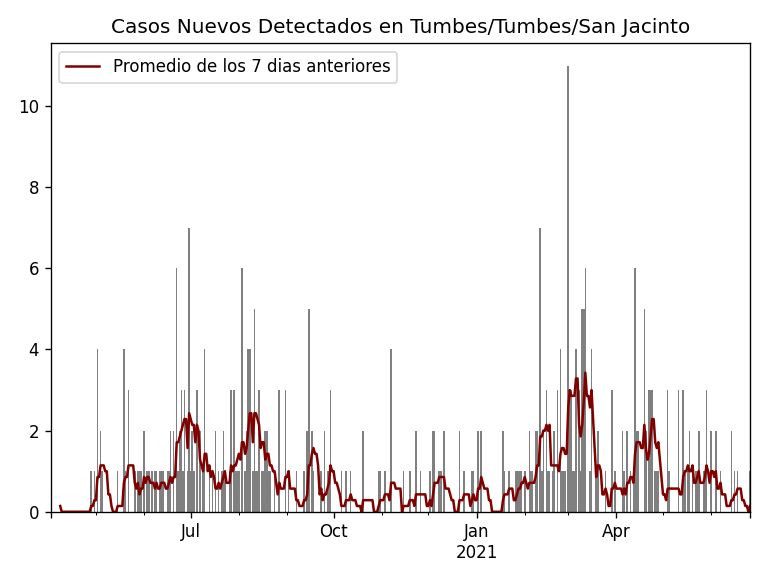 Casos Nuevos Detectados en Tumbes/Tumbes/San Jacinto
Promedio de los 7 dias anteriores
10
8
6
4
2
0
Jul
Oct
Jan
2021
Apr